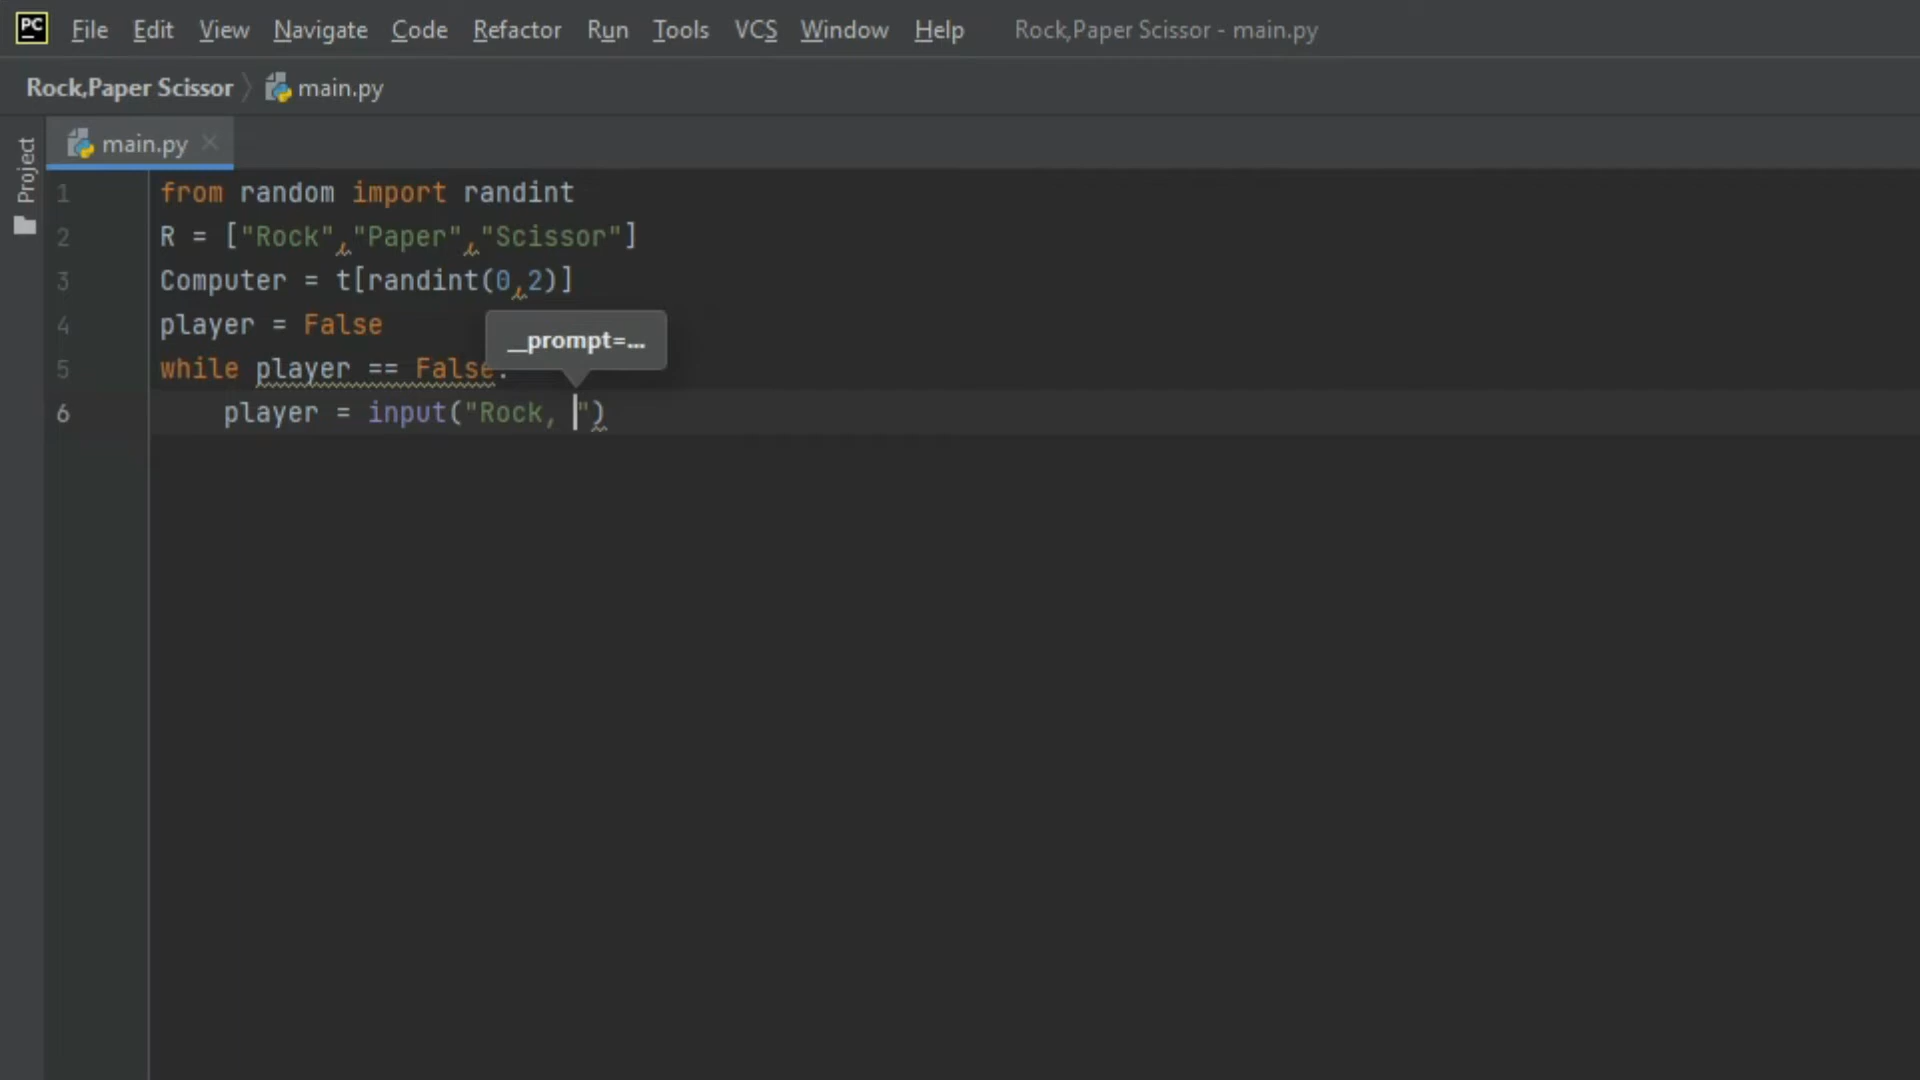 PC File Edit View Navigate Code Refactor Run Tools VCS Window Help Rock,Paper Scissor - main.py
Rock,Paper Scissor main.py
Project
main.py
1 from random import randint
2 R = ["Rock","Paper","Scissor"]
3 Computer = t[randint(0,2)]
4 player = False
__prompt=...
5 while player == False:
6 player = input("Rock, ")